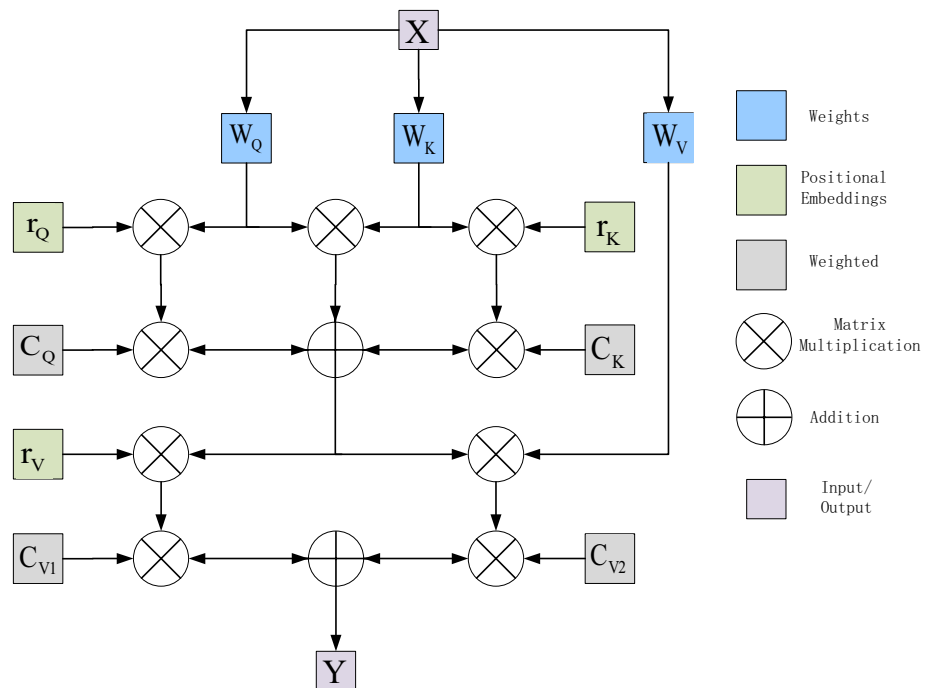 X
W_Q
W_K
W_V
r_Q
r_K
C_Q
C_K
r_V
C_V1
C_V2
Y
Weights
Positional
Embeddings
Weighted
Matrix
Multiplication
Addition
Input/
Output